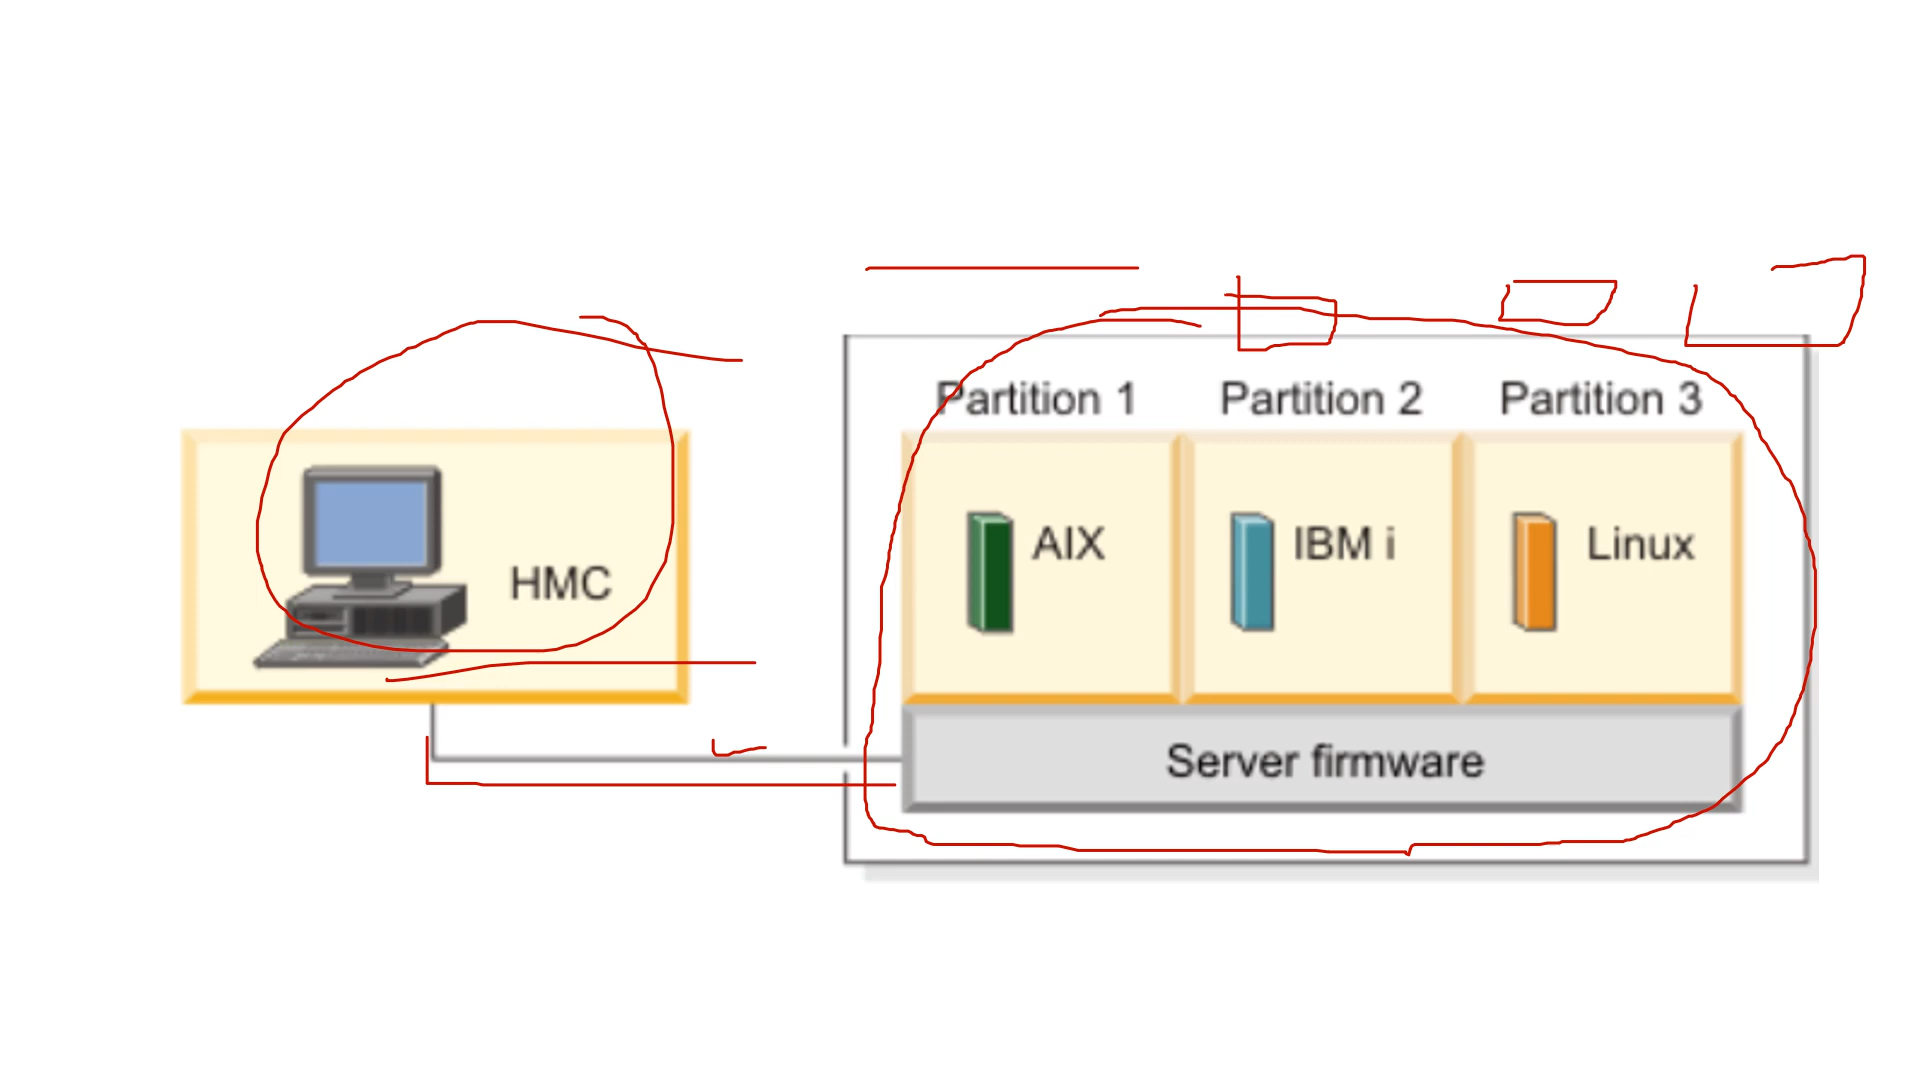 Partition 1 Partition 2 Partition 3
AIX IBM i Linux
HMC
Server firmware